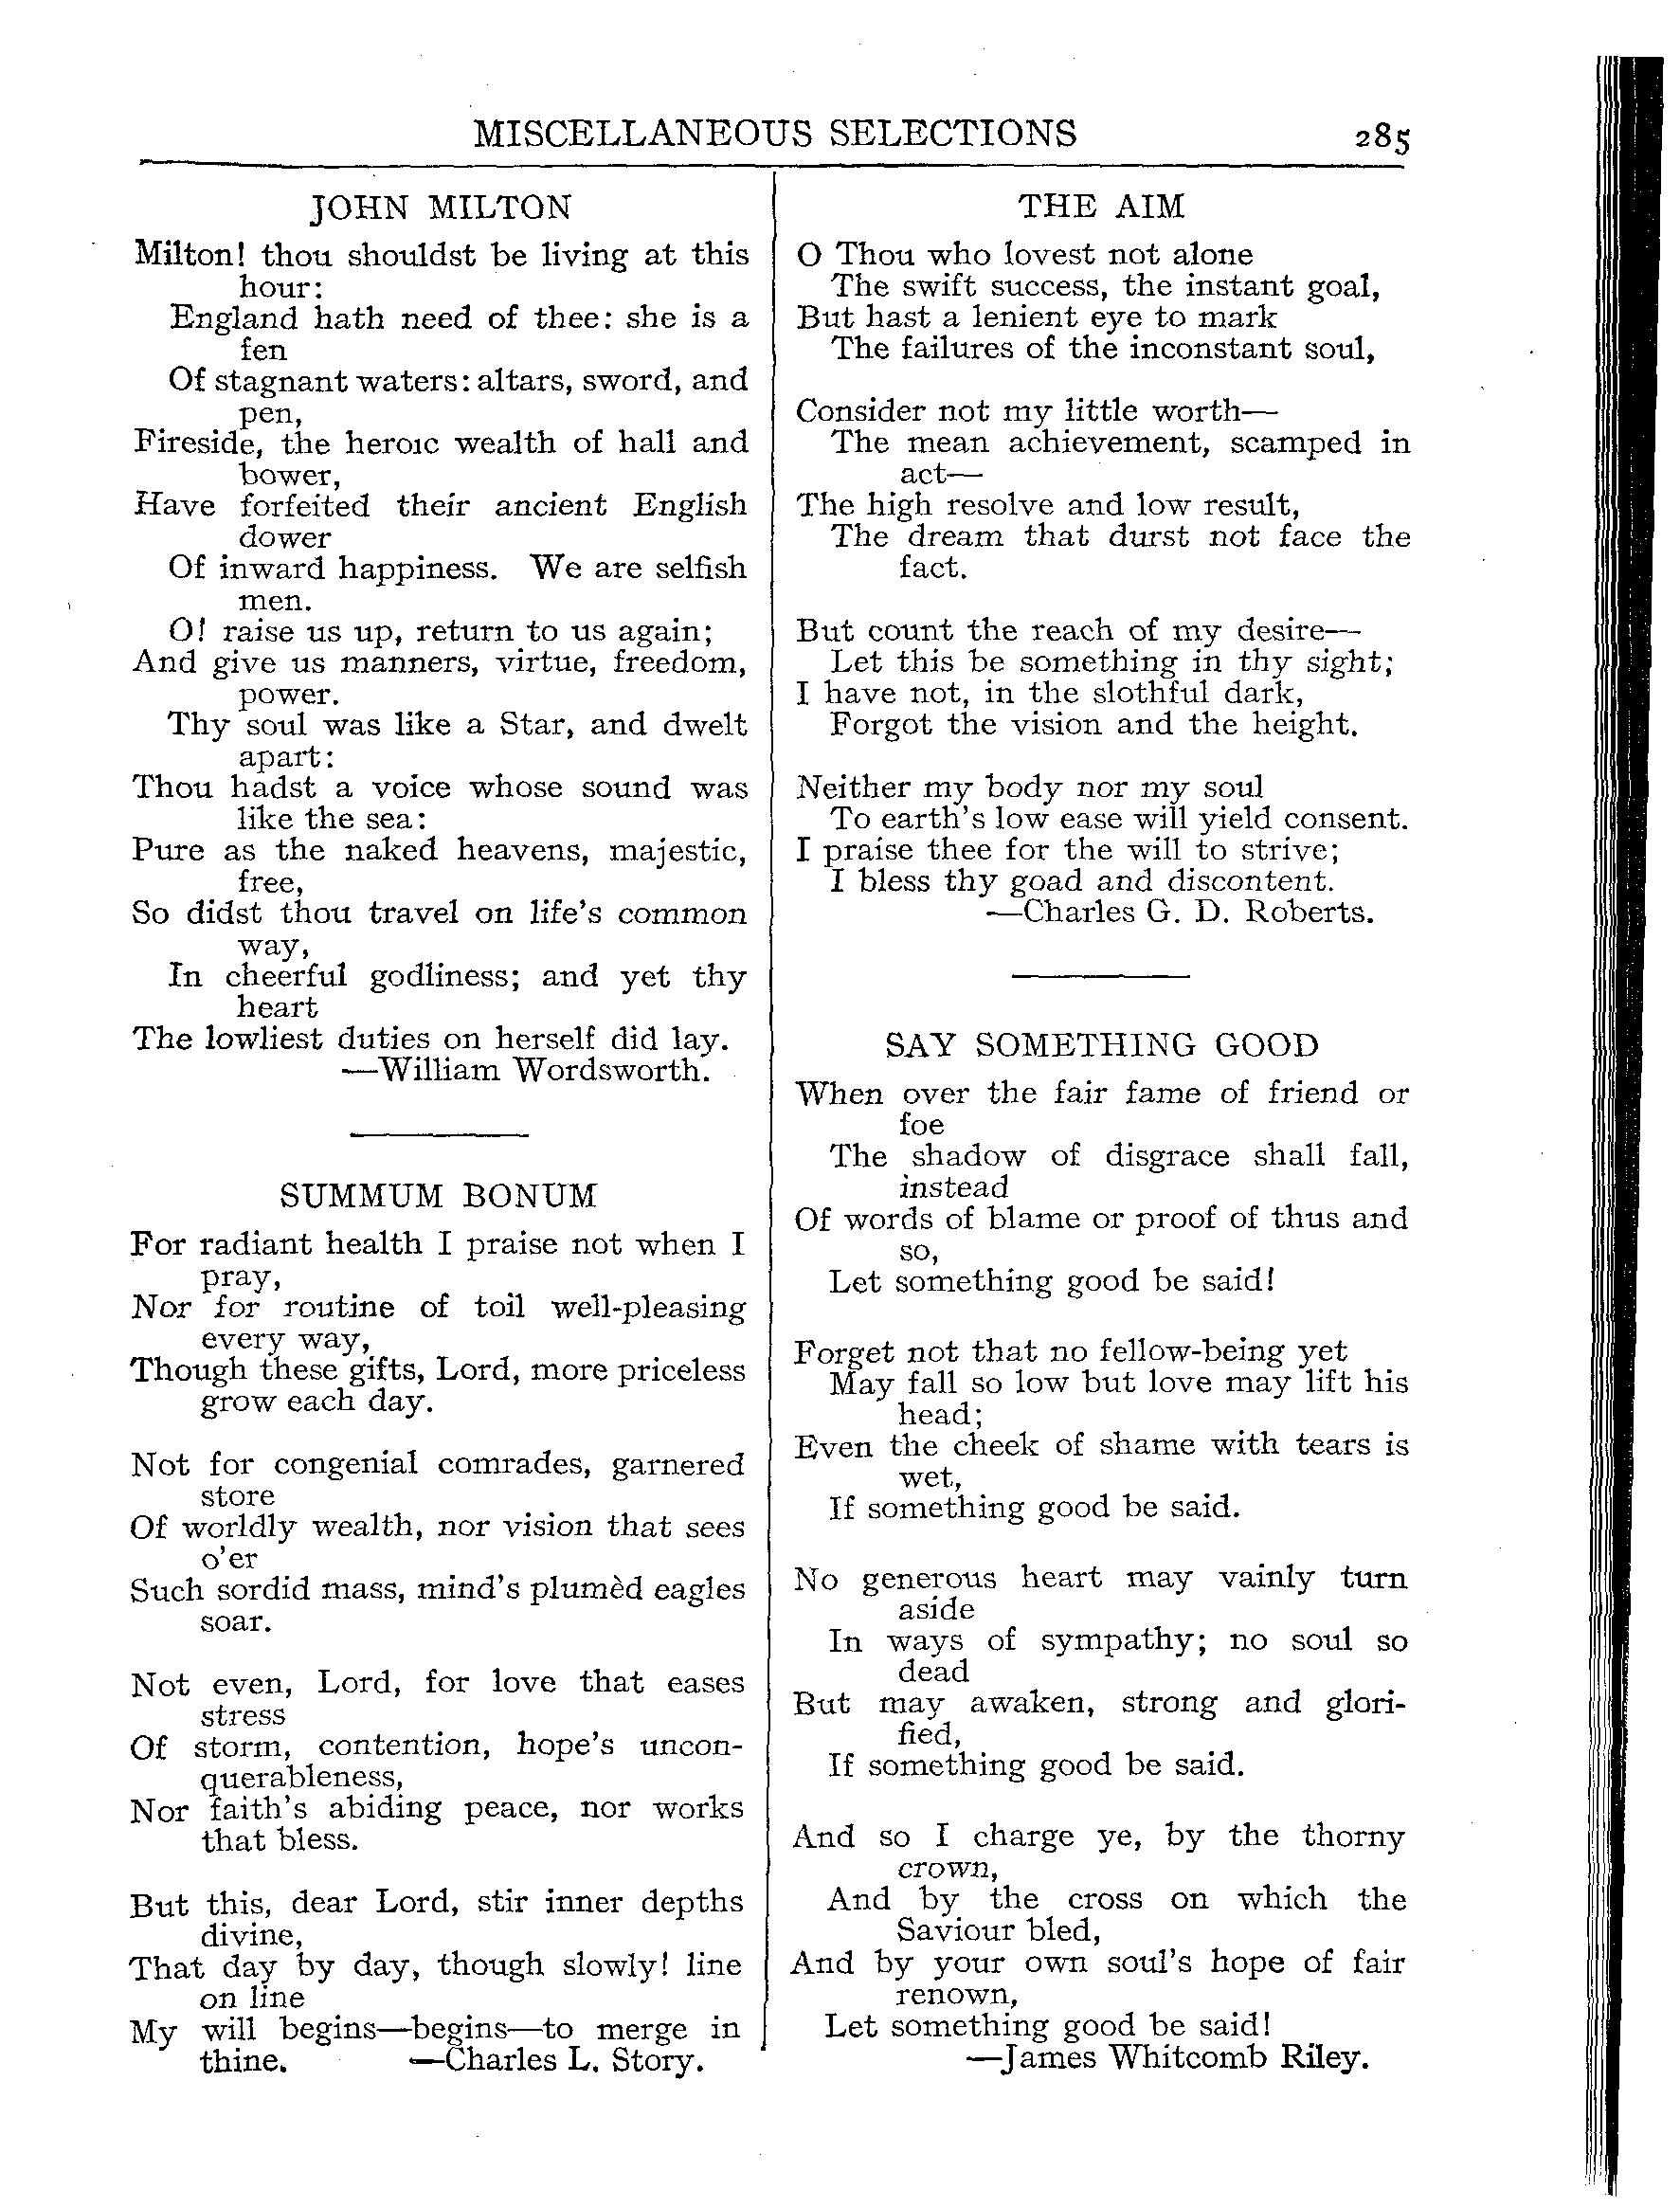 MISCELLANEOUS SELECTIONS 285
JOHN MILTON
Milton! thou shouldst be living at this
hour:
England hath need of thee: she is a
fen
Of stagnant waters: altars, sword, and
pen,
Fireside, the heroic wealth of hall and
bower,
Have forfeited their ancient English
dower
Of inward happiness. We are selfish
men.
O! raise us up, return to us again;
And give us manners, virtue, freedom,
power.
Thy soul was like a Star, and dwelt
apart:
Thou hadst a voice whose sound was
like the sea:
Pure as the naked heavens, majestic,
free,
So didst thou travel on life's common
way,
In cheerful godliness; and yet thy
heart
The lowliest duties on herself did lay.
—William Wordsworth.
SUMMUM BONUM
For radiant health I praise not when I
pray,
Nor for routine of toil well-pleasing
every way,
Though these gifts, Lord, more priceless
grow each day.
Not for congenial comrades, garnered
store
Of worldly wealth, nor vision that sees
o'er
Such sordid mass, mind's plumèd eagles
soar.
Not even, Lord, for love that eases
stress
Of storm, contention, hope's uncon-
querableness,
Nor faith's abiding peace, nor works
that bless.
But this, dear Lord, stir inner depths
divine,
That day by day, though slowly! line
on line
My will begins—begins—to merge in
thine. —Charles L. Story.
THE AIM
O Thou who lovest not alone
The swift success, the instant goal,
But hast a lenient eye to mark
The failures of the inconstant soul,
Consider not my little worth—
The mean achievement, scamped in
act—
The high resolve and low result,
The dream that durst not face the
fact.
But count the reach of my desire—
Let this be something in thy sight;
I have not, in the slothful dark,
Forgot the vision and the height.
Neither my body nor my soul
To earth's low ease will yield consent.
I praise thee for the will to strive;
I bless thy goad and discontent.
—Charles G. D. Roberts.
SAY SOMETHING GOOD
When over the fair fame of friend or
foe
The shadow of disgrace shall fall,
instead
Of words of blame or proof of thus and
so,
Let something good be said!
Forget not that no fellow-being yet
May fall so low but love may lift his
head;
Even the cheek of shame with tears is
wet,
If something good be said.
No generous heart may vainly turn
aside
In ways of sympathy; no soul so
dead
But may awaken, strong and glori-
fied,
If something good be said.
And so I charge ye, by the thorny
crown,
And by the cross on which the
Saviour bled,
And by your own soul's hope of fair
renown,
Let something good be said!
—James Whitcomb Riley.